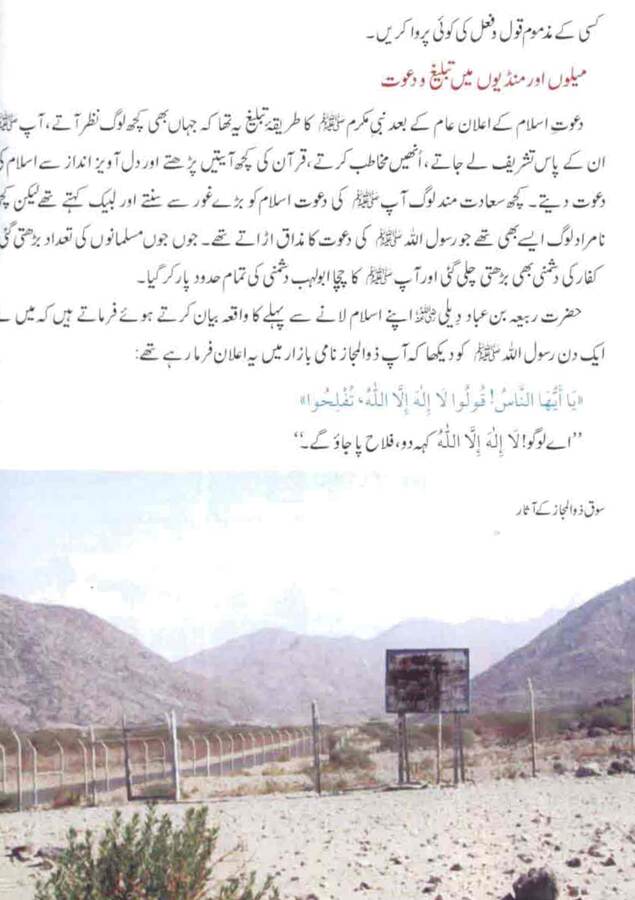 کسی کے مذموم قول و فعل کی کوئی پروا کریں۔
میلوں اور منڈیوں میں تبلیغ و دعوت
دعوتِ اسلام کے اعلان عام کے بعد نبیِ مکرم ﷺ کا طریقۂ تبلیغ یہ تھا کہ جہاں بھی کچھ لوگ نظر آتے، آپ ﷺ
ان کے پاس تشریف لے جاتے، اُنھیں مخاطب کرتے، قرآن کی کچھ آیتیں پڑھتے اور دل آویز انداز سے اسلام کی
دعوت دیتے۔ کچھ سعادت مند لوگ آپ ﷺ کی دعوت اسلام کو بڑے غور سے سنتے اور لبیک کہتے تھے لیکن کچھ
نامراد لوگ ایسے بھی تھے جو رسول اللہ ﷺ کی دعوت کا مذاق اڑاتے تھے۔ جوں جوں مسلمانوں کی تعداد بڑھتی گئی
کفار کی دشمنی بھی بڑھتی چلی گئی اور آپ ﷺ کا چچا ابولہب دشمنی کی تمام حدود پار کر گیا۔
حضرت ربیعہ بن عباد دِیلی رضی اللہ عنہ اپنے اسلام لانے سے پہلے کا واقعہ بیان کرتے ہوئے فرماتے ہیں کہ میں نے
ایک دن رسول اللہ ﷺ کو دیکھا کہ آپ ذوالمجاز نامی بازار میں یہ اعلان فرما رہے تھے:
«يَا أَيُّهَا النَّاسُ! قُولُوا لَا إِلٰهَ إِلَّا اللّٰهُ، تُفْلِحُوا»
’’اے لوگو! لَا إِلٰهَ إِلَّا اللّٰهُ کہہ دو، فلاح پا جاؤ گے۔‘‘
سوق ذوالمجاز کے آثار